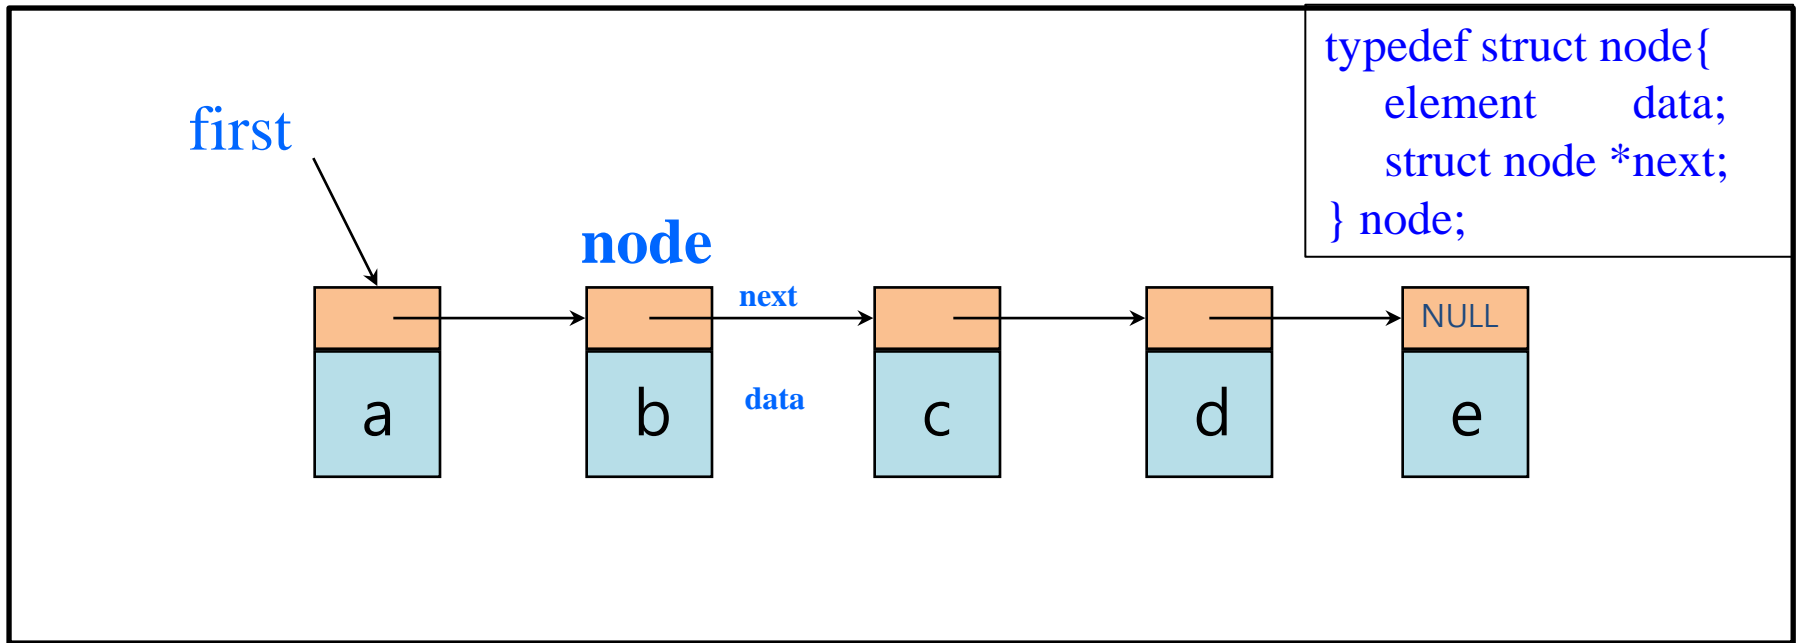 typedef struct node{
element data;
struct node *next;
} node;
first
node
next
NULL
a
b
data
c
d
e